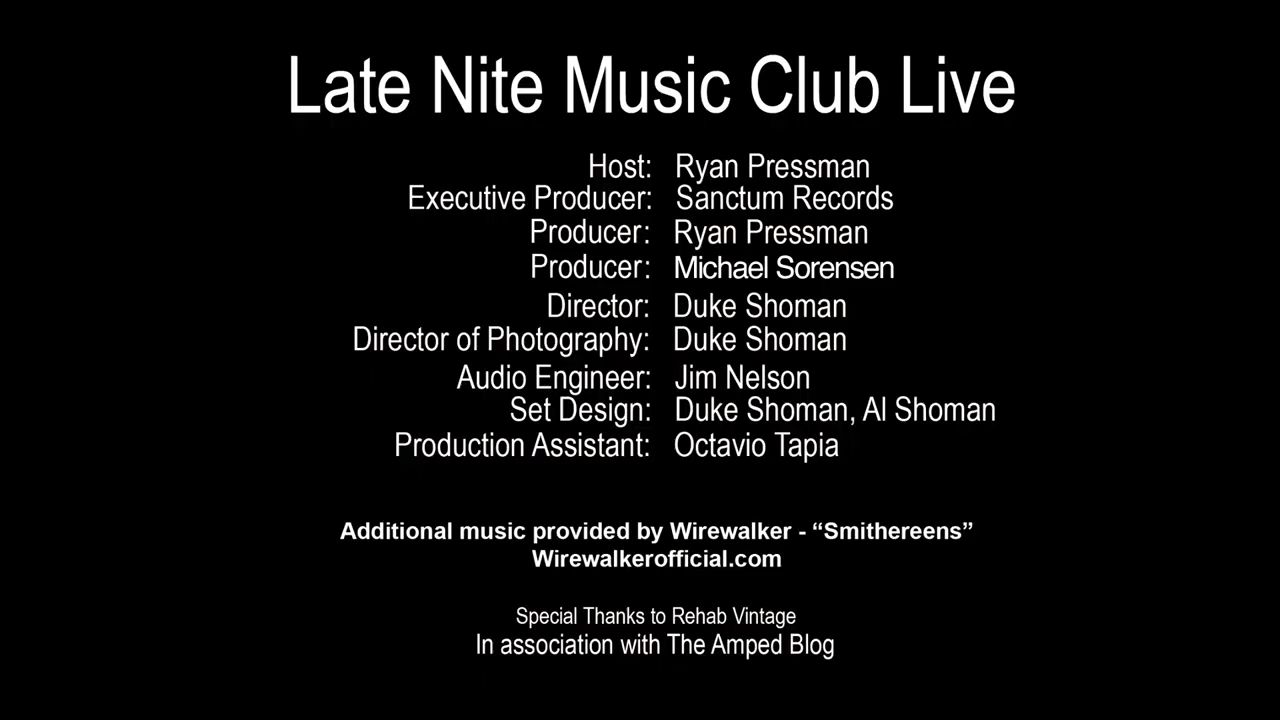 Late Nite Music Club Live
Host: Ryan Pressman
Executive Producer: Sanctum Records
Producer: Ryan Pressman
Producer: Michael Sorensen
Director: Duke Shoman
Director of Photography: Duke Shoman
Audio Engineer: Jim Nelson
Set Design: Duke Shoman, Al Shoman
Production Assistant: Octavio Tapia
Additional music provided by Wirewalker - “Smithereens”
Wirewalkerofficial.com
Special Thanks to Rehab Vintage
In association with The Amped Blog